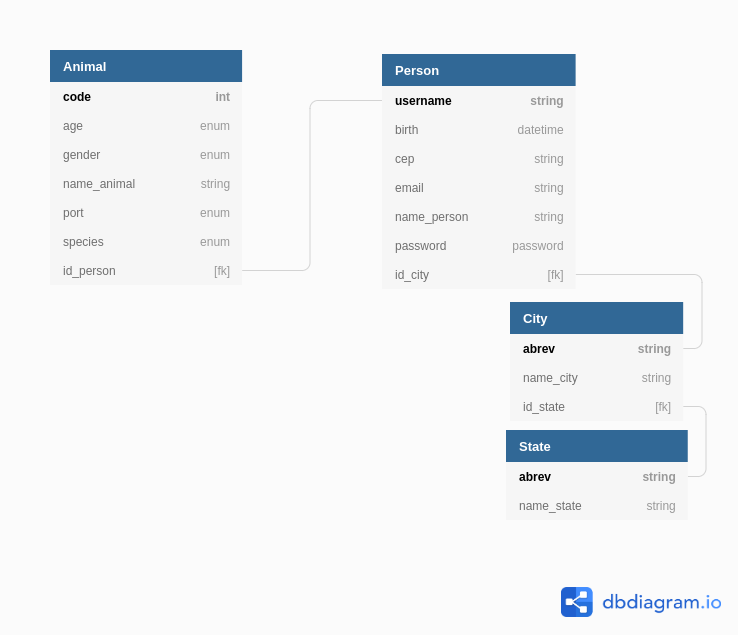 Animal
code int
age enum
gender enum
name_animal string
port enum
species enum
id_person [fk]
Person
username string
birth datetime
cep string
email string
name_person string
password password
id_city [fk]
City
abrev string
name_city string
id_state [fk]
State
abrev string
name_state string
dbdiagram.io